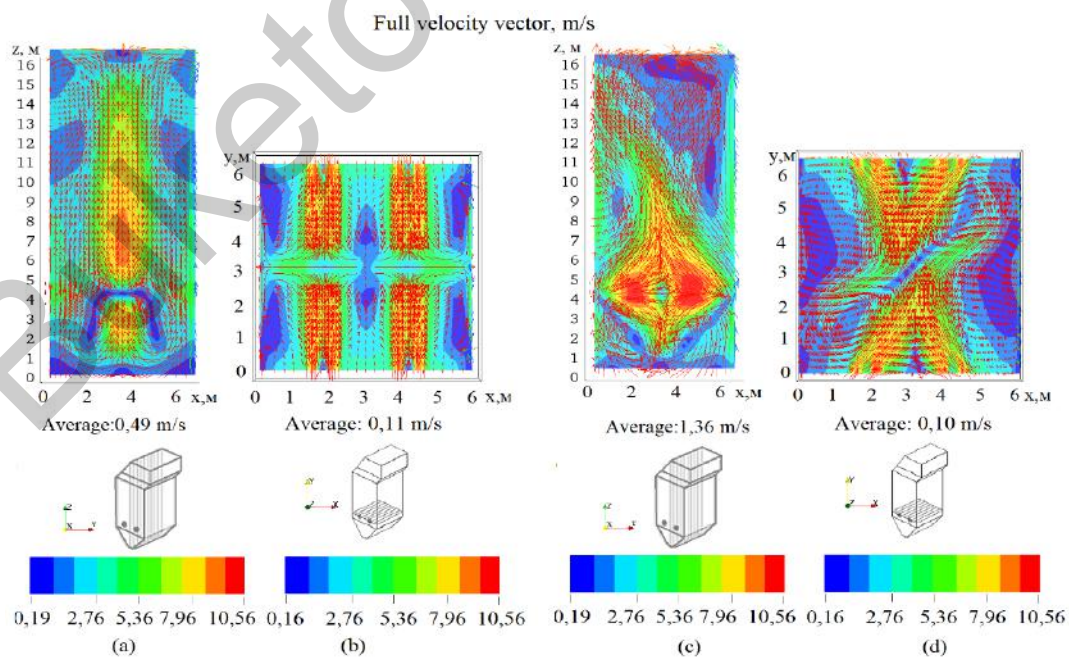 Full velocity vector, m/s
z, м
16
15
14
13
12
11
10
9
8
7
6
5
4
3
2
1
0
2 4 6 х,м
Average:0,49 m/s
у,м
6
5
4
3
2
1
0
0 1 2 3 4 5 6 х,м
Average: 0,11 m/s
z, м
16
15
14
13
12
11
10
9
8
7
6
5
4
3
2
1
0
2 4 6 х,м
Average:1,36 m/s
у,м
6
5
4
3
2
1
0
0 1 2 3 4 5 6 х,м
Average: 0,10 m/s
Z
X Y
Y
Z X
Z
X Y
Y
Z X
0,19 2,76 5,36 7,96 10,56
0,16 2,76 5,36 7,96 10,56
0,19 2,76 5,36 7,96 10,56
0,16 2,76 5,36 7,96 10,56
(a) (b) (c) (d)